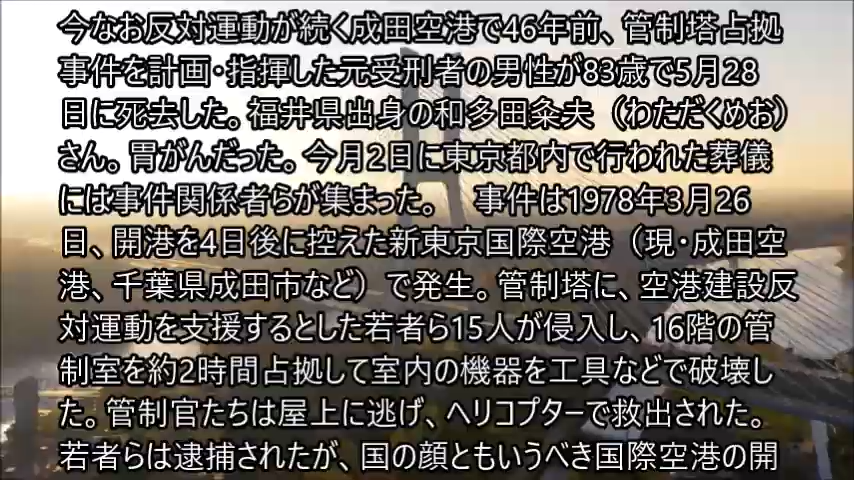 今なお反対運動が続く成田空港で46年前、管制塔占拠
事件を計画・指揮した元受刑者の男性が83歳で5月28
日に死去した。福井県出身の和多田粂夫（わただくめお）
さん。胃がんだった。今月2日に東京都内で行われた葬儀
には事件関係者らが集まった。　事件は1978年3月26
日、開港を4日後に控えた新東京国際空港（現・成田空
港、千葉県成田市など）で発生。管制塔に、空港建設反
対運動を支援するとした若者ら15人が侵入し、16階の管
制室を約2時間占拠して室内の機器を工具などで破壊し
た。管制官たちは屋上に逃げ、ヘリコプターで救出された。
若者らは逮捕されたが、国の顔ともいうべき国際空港の開